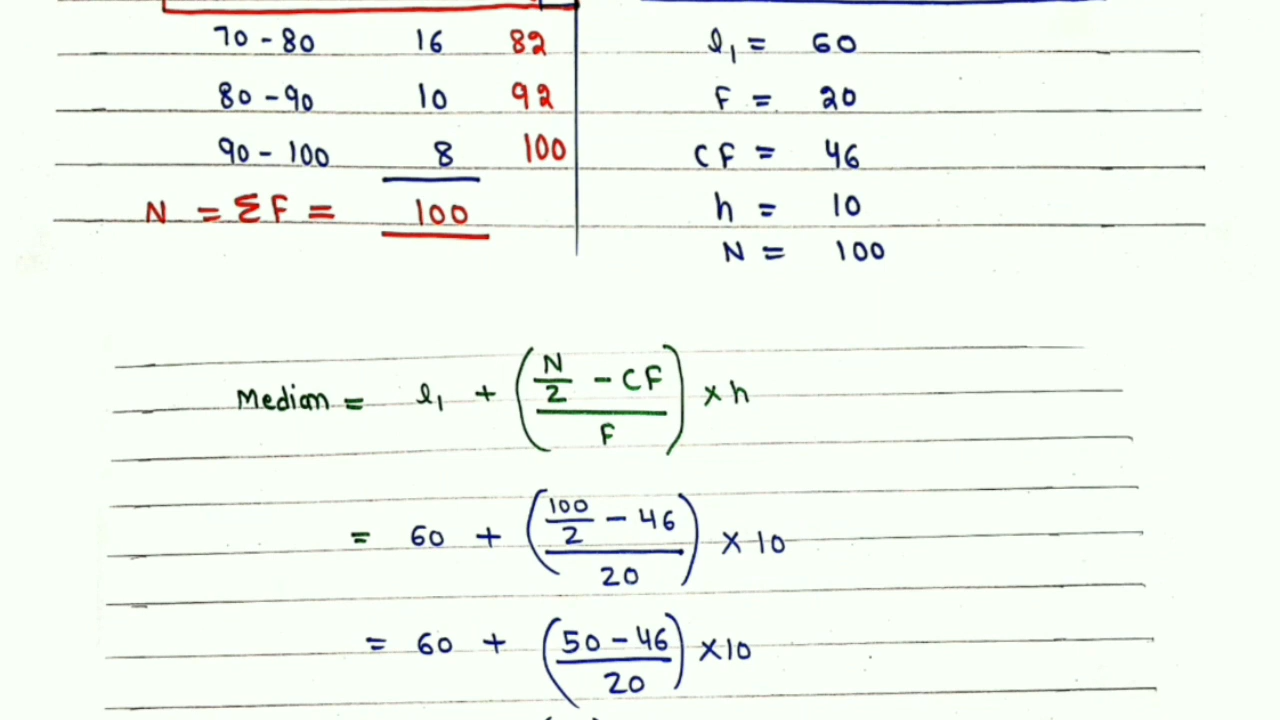 70 - 80 16 82
80 - 90 10 92
90 - 100 8 100
N = ΣF = 100
l₁ = 60
F = 20
CF = 46
h = 10
N = 100
Median = l₁ + ((N/2 - CF)/F) × h
= 60 + ((100/2 - 46)/20) × 10
= 60 + ((50 - 46)/20) × 10